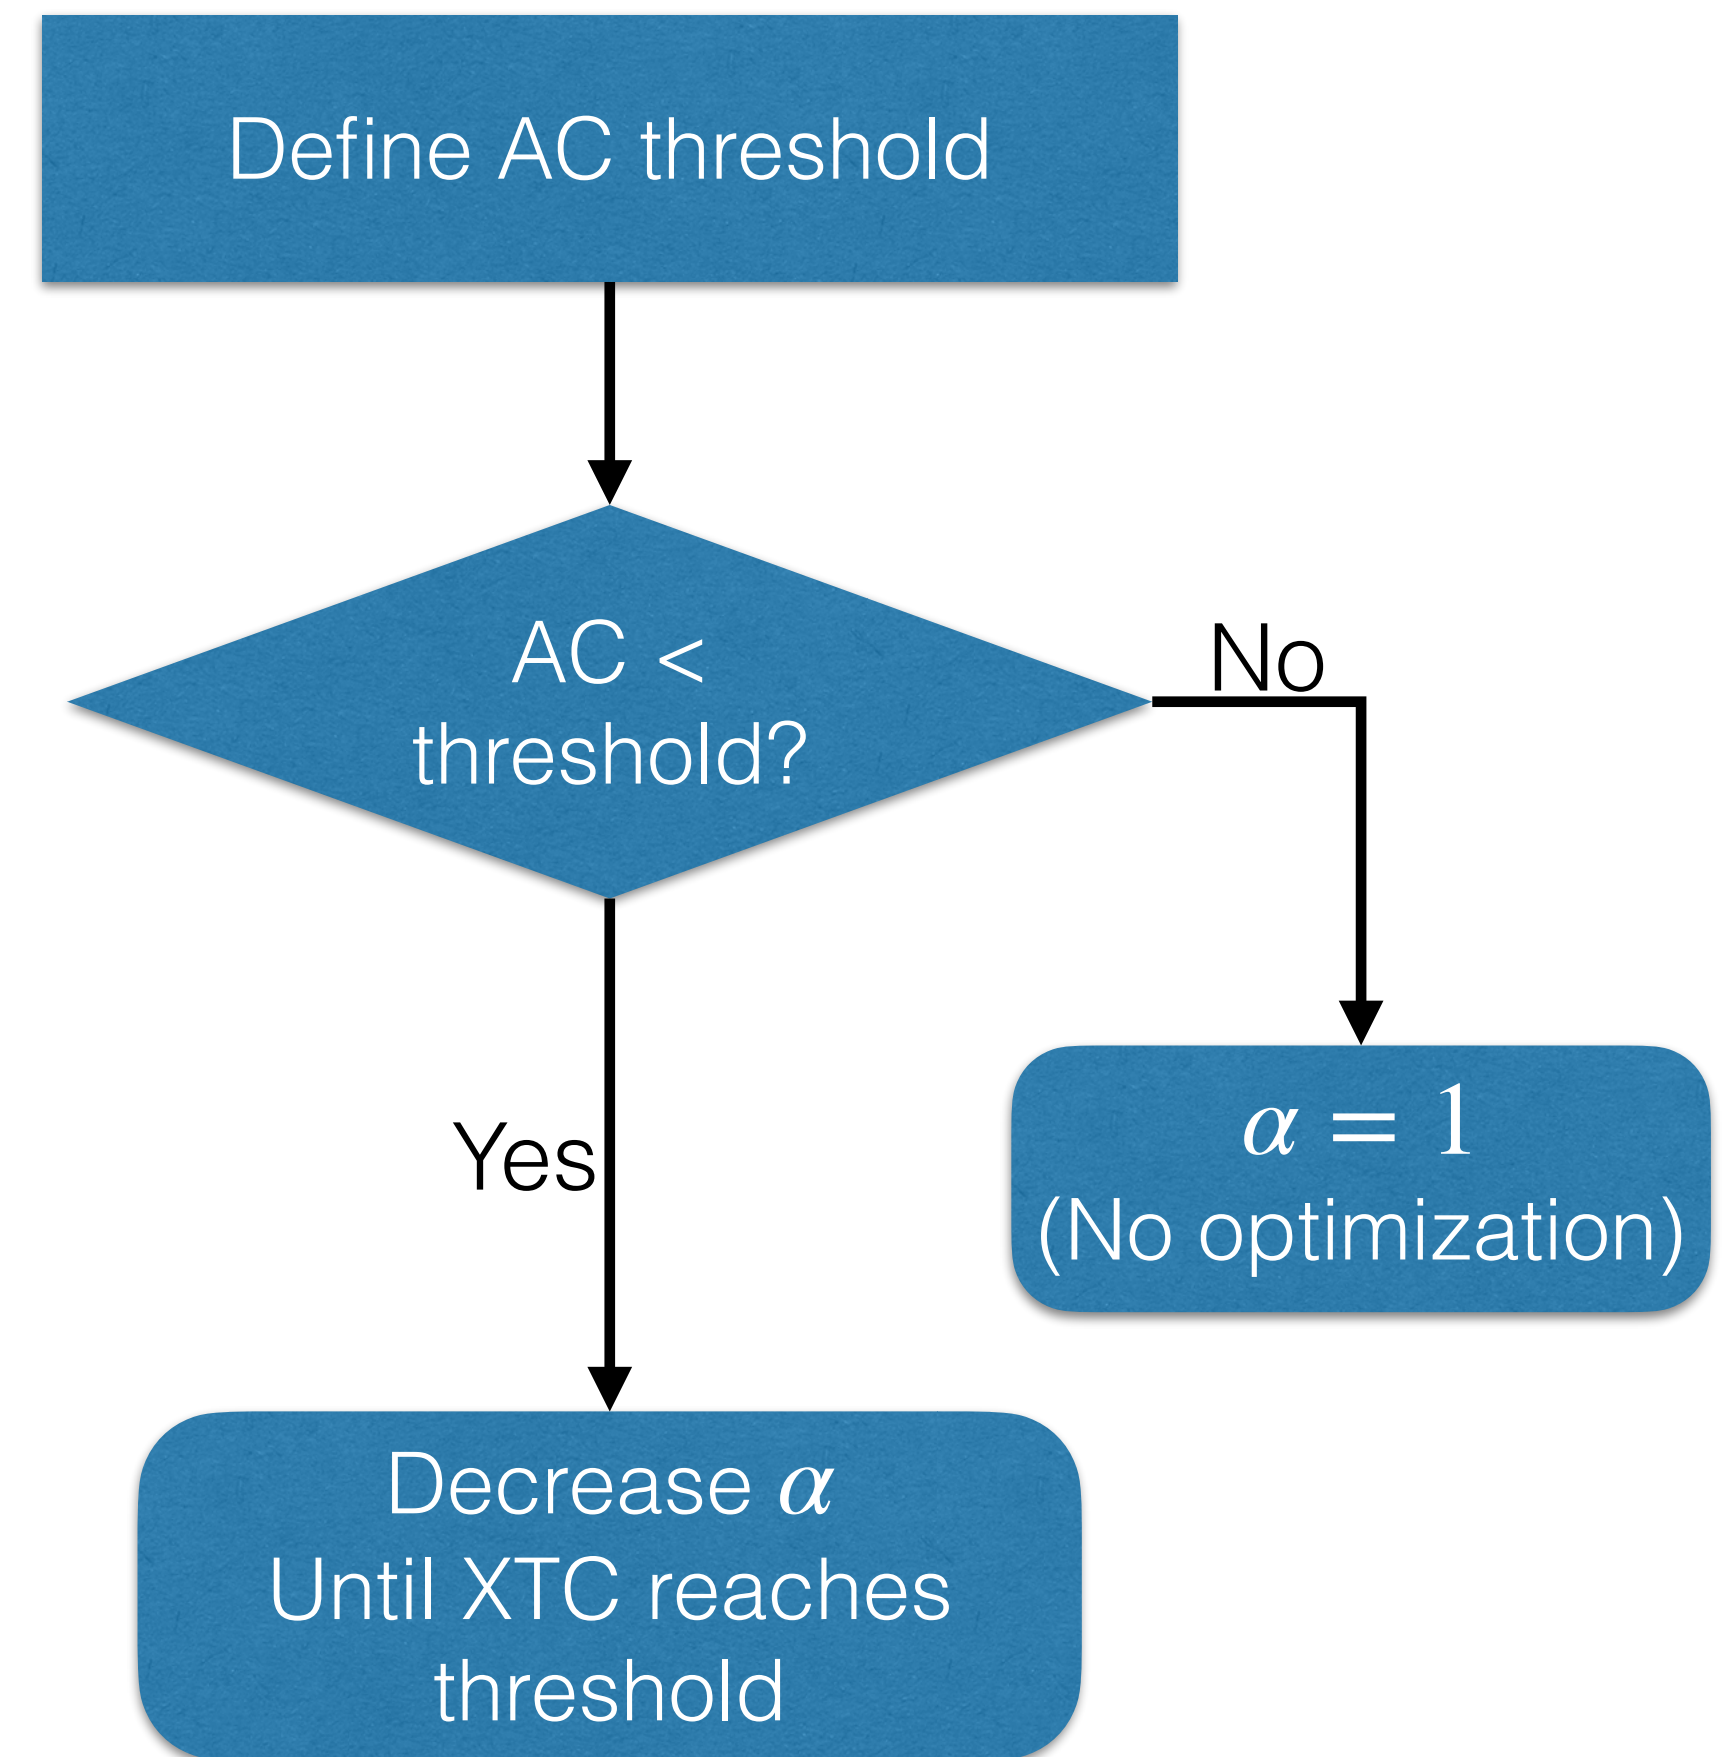 Define AC threshold
AC <
threshold?
No
Yes
α = 1
(No optimization)
Decrease α
Until XTC reaches
threshold